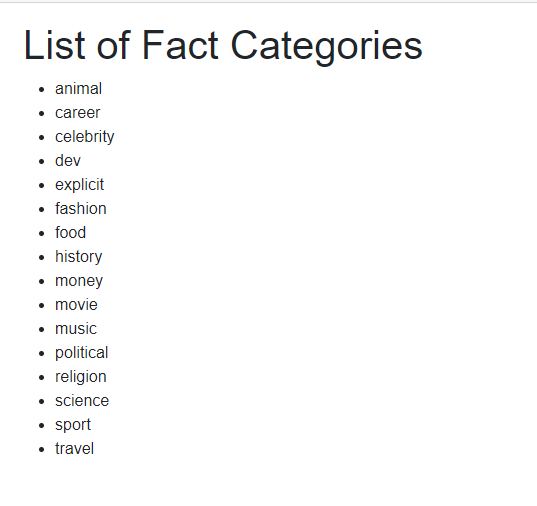 List of Fact Categories
animal
career
celebrity
dev
explicit
fashion
food
history
money
movie
music
political
religion
science
sport
travel